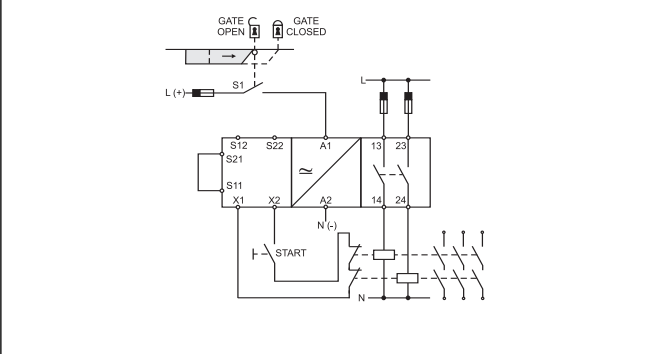 GATE OPEN
GATE CLOSED
S1
L (+)
L
S12 S22 A1 13 23
S21
S11
≃
X1 X2 A2 14 24
N (-)
START
N